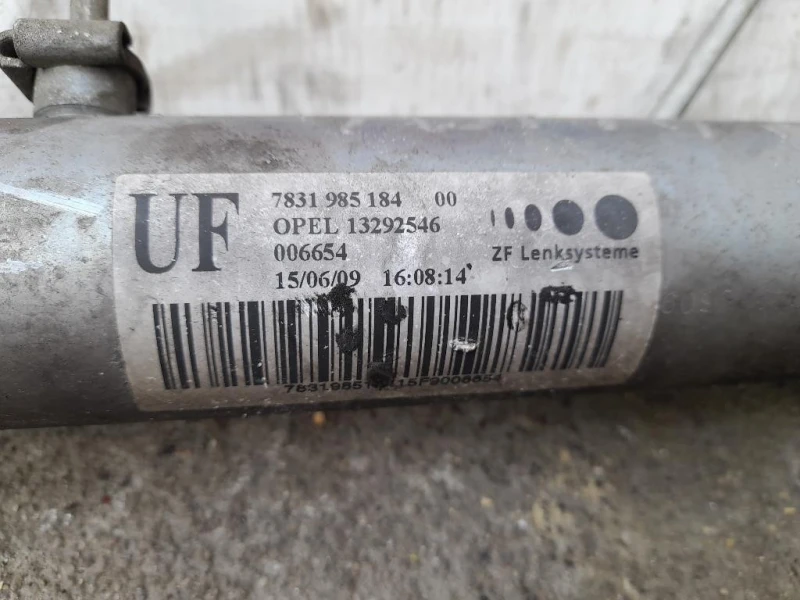 UF
7831 985 184 00
OPEL 13292546
006654
15/06/09 16:08:14
ZF Lenksysteme